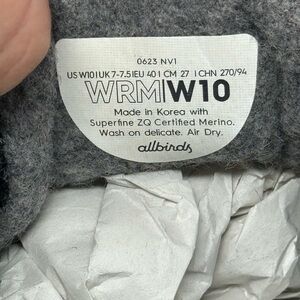 0623 NV1
US W10 | UK 7-7.5 | EU 40 | CM 27 | CHN 270/94
WRM|W10
Made in Korea with
Superfine ZQ Certified Merino.
Wash on delicate. Air Dry.
allbirds